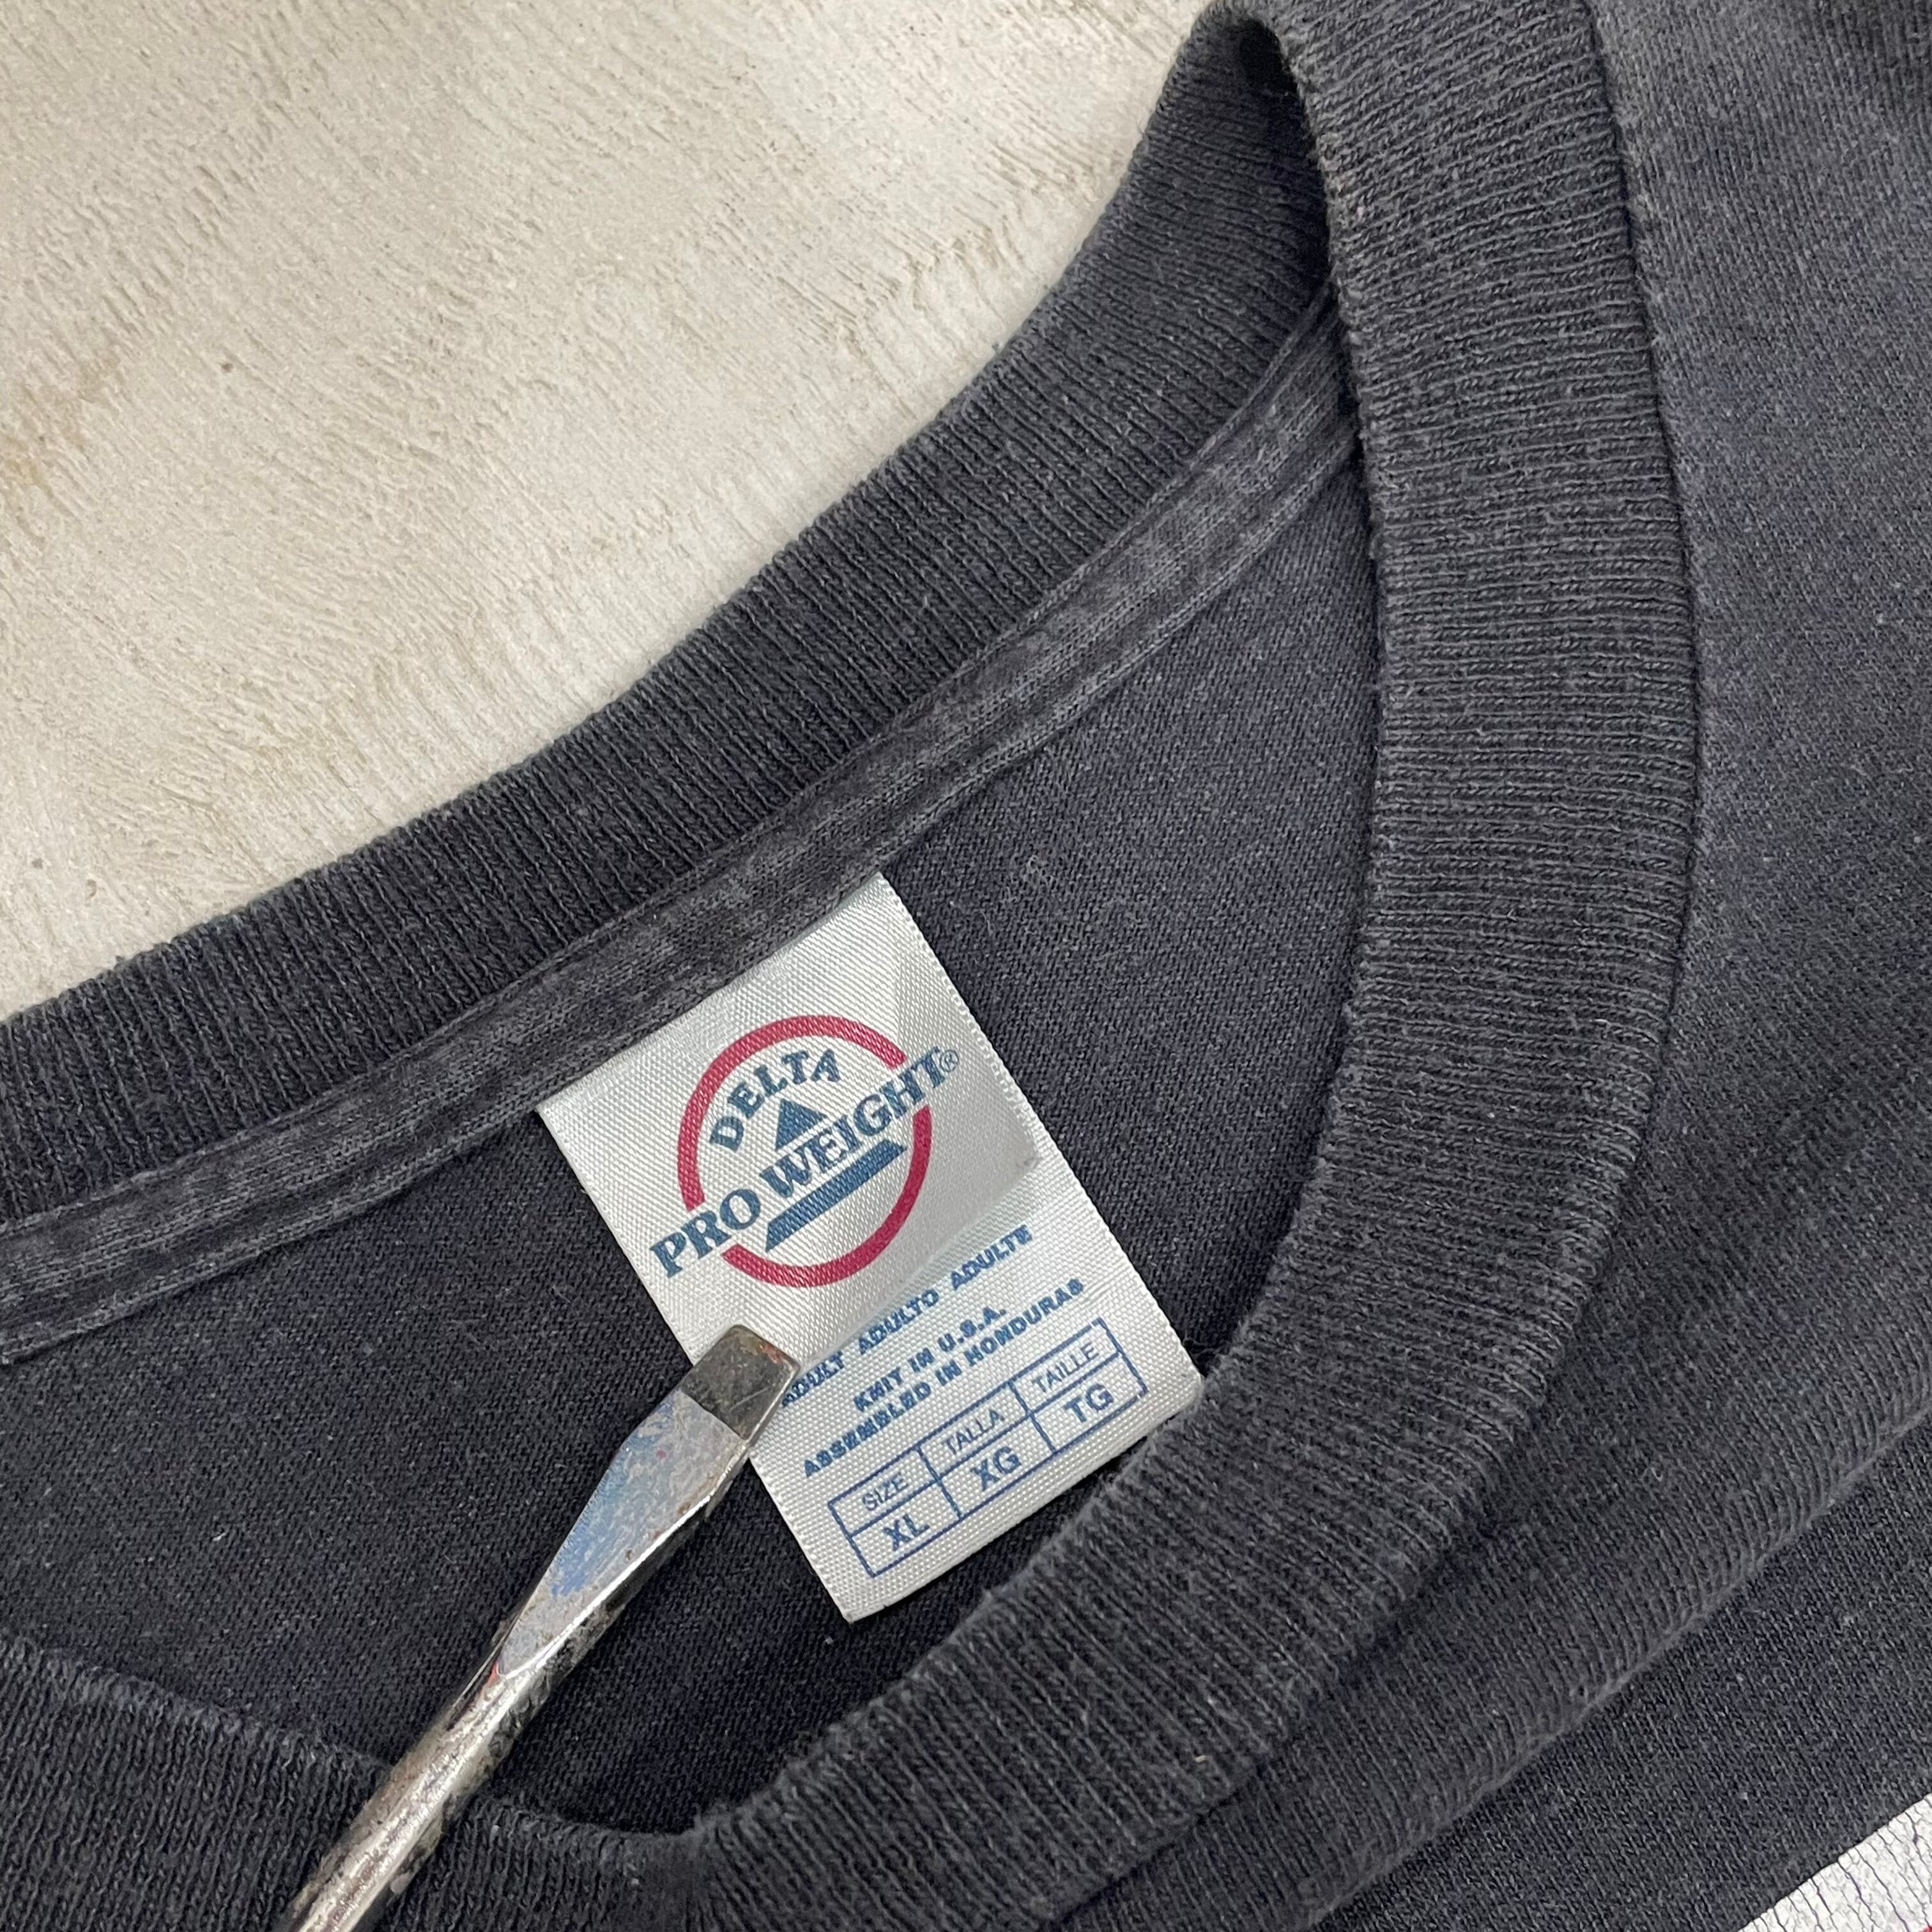 DELTA
PRO WEIGHT®
ADULT ADULTO ADULTE
KNIT IN U.S.A.
ASSEMBLED IN HONDURAS
SIZE TALLA TAILLE
XL XG TG